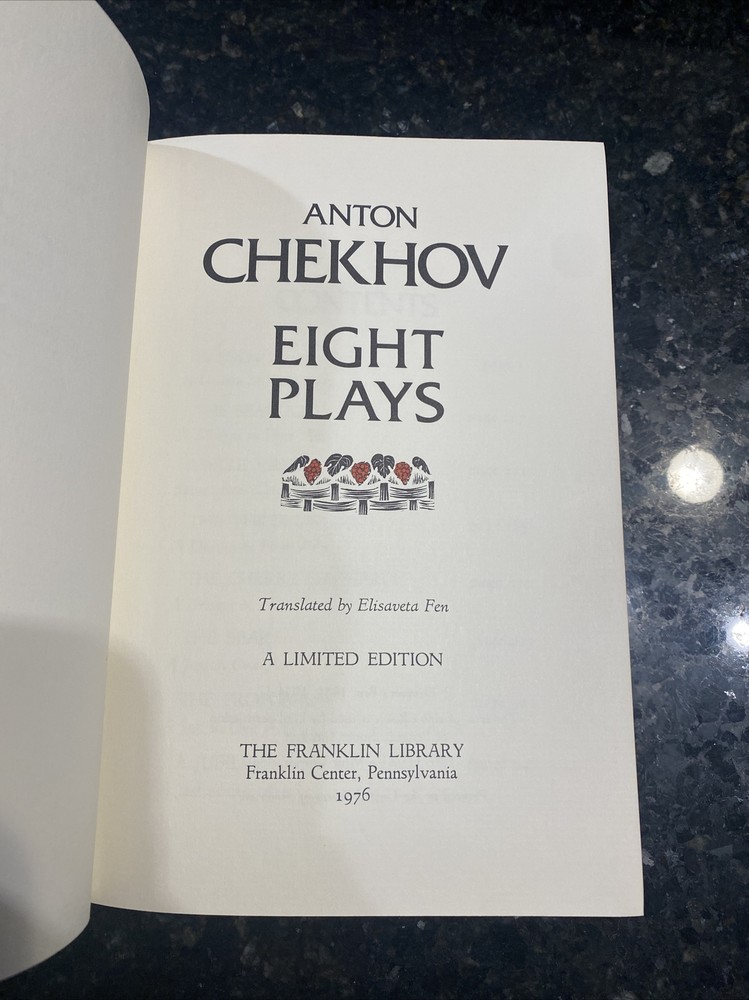 ANTON
CHEKHOV
EIGHT
PLAYS
Translated by Elisaveta Fen
A LIMITED EDITION
THE FRANKLIN LIBRARY
Franklin Center, Pennsylvania
1976